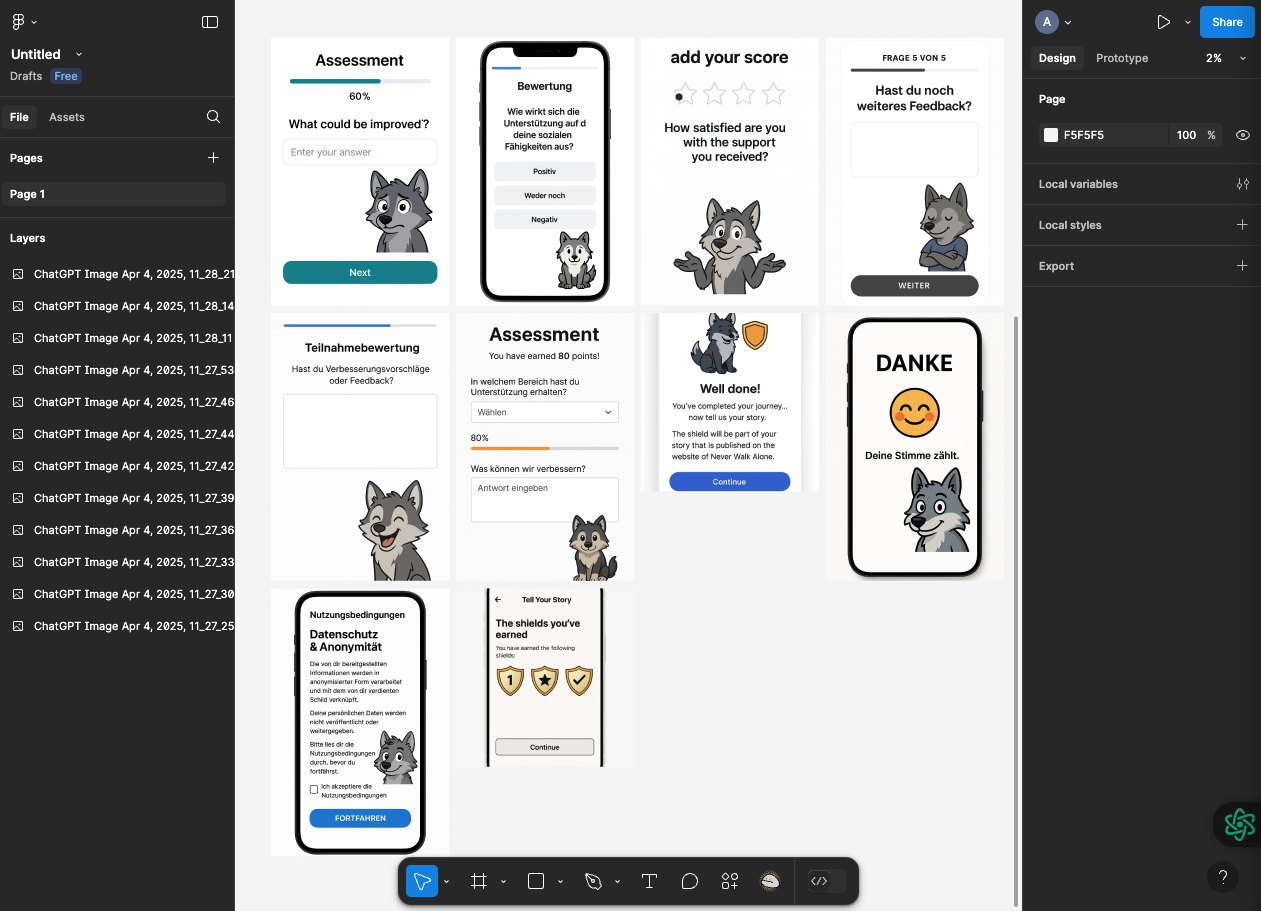 Untitled
Drafts
Free
File
Assets
Pages
Page 1
Layers
ChatGPT Image Apr 4, 2025, 11_28_21
ChatGPT Image Apr 4, 2025, 11_28_14
ChatGPT Image Apr 4, 2025, 11_28_11
ChatGPT Image Apr 4, 2025, 11_27_53
ChatGPT Image Apr 4, 2025, 11_27_46
ChatGPT Image Apr 4, 2025, 11_27_44
ChatGPT Image Apr 4, 2025, 11_27_42
ChatGPT Image Apr 4, 2025, 11_27_39
ChatGPT Image Apr 4, 2025, 11_27_36
ChatGPT Image Apr 4, 2025, 11_27_33
ChatGPT Image Apr 4, 2025, 11_27_30
ChatGPT Image Apr 4, 2025, 11_27_25
Assessment
60%
What could be improved?
Enter your answer
Next
Bewertung
Wie wirkt sich die
Unterstützung auf d
deine sozialen
Fähigkeiten aus?
Positiv
Weder noch
Negativ
add your score
How satisfied are you
with the support
you received?
FRAGE 5 VON 5
Hast du noch
weiteres Feedback?
WEITER
Teilnahmebewertung
Hast du Verbesserungsvorschläge
oder Feedback?
Assessment
You have earned 80 points!
In welchem Bereich hast du
Unterstützung erhalten?
Wählen
80%
Was können wir verbessern?
Antwort eingeben
Well done!
You've completed your journey...
now tell us your story.
The shield will be part of your
story that is published on the
website of Never Walk Alone.
Continue
DANKE
Deine Stimme zählt.
Nutzungsbedingungen
Datenschutz
& Anonymität
Die von dir bereitgestellten
Informationen werden in
anonymisierter Form verarbeitet
und mit dem von dir verdienten
Schild verknüpft.
Deine persönlichen Daten werden
nicht veröffentlicht oder
weitergegeben.
Bitte lies dir die
Nutzungsbedingungen
durch, bevor du
fortfährst.
Ich akzeptiere die
Nutzungsbedingungen
FORTFAHREN
Tell Your Story
The shields you've
earned
You have earned the following
shields:
1
Continue
A
Share
Design
Prototype
2%
Page
F5F5F5
100
%
Local variables
Local styles
Export
?